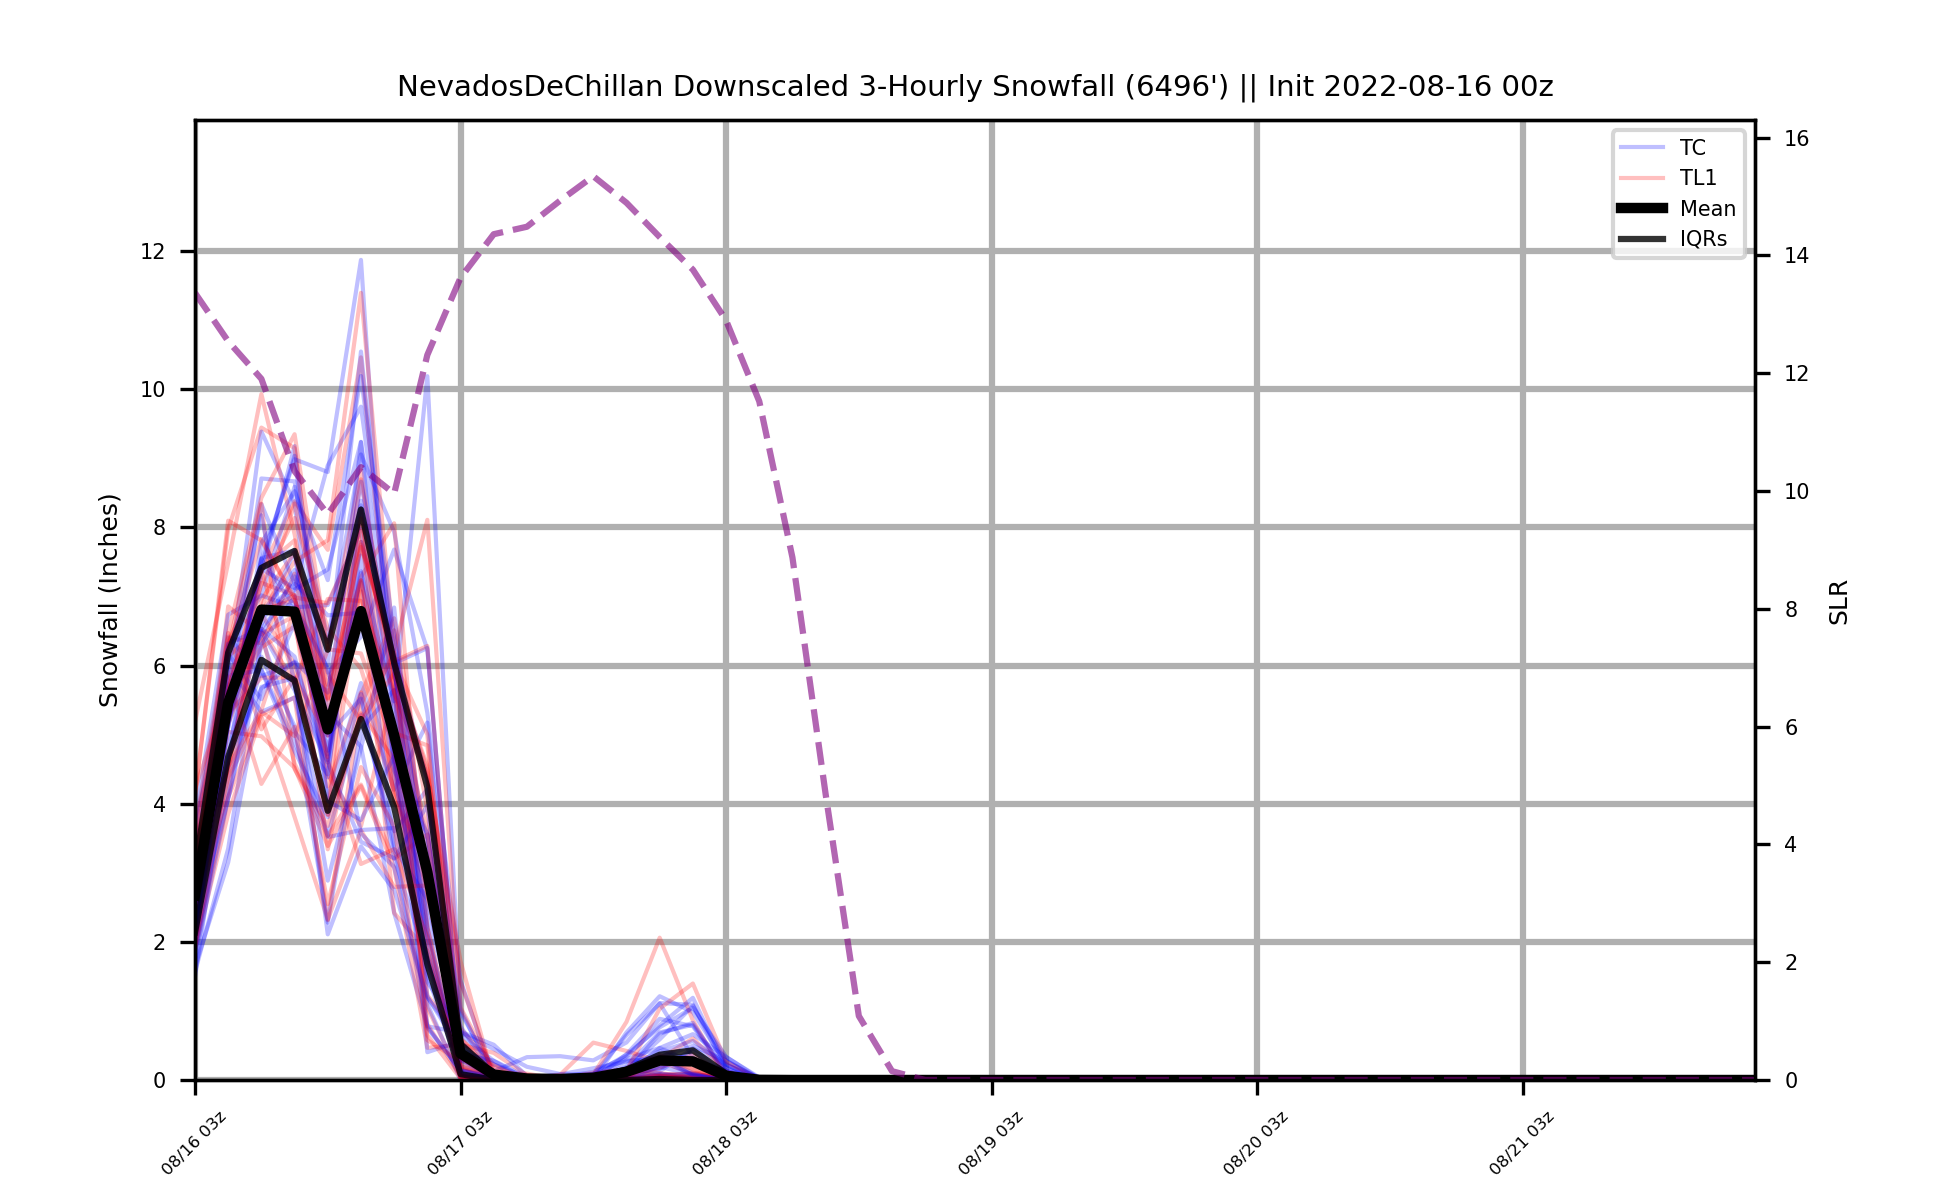 NevadosDeChillan Downscaled 3-Hourly Snowfall (6496') || Init 2022-08-16 00z
TC
TL1
Mean
IQRs
Snowfall (Inches)
12
10
8
6
4
2
0
16
14
12
10
8
6
4
2
0
SLR
08/16 03z
08/17 03z
08/18 03z
08/19 03z
08/20 03z
08/21 03z